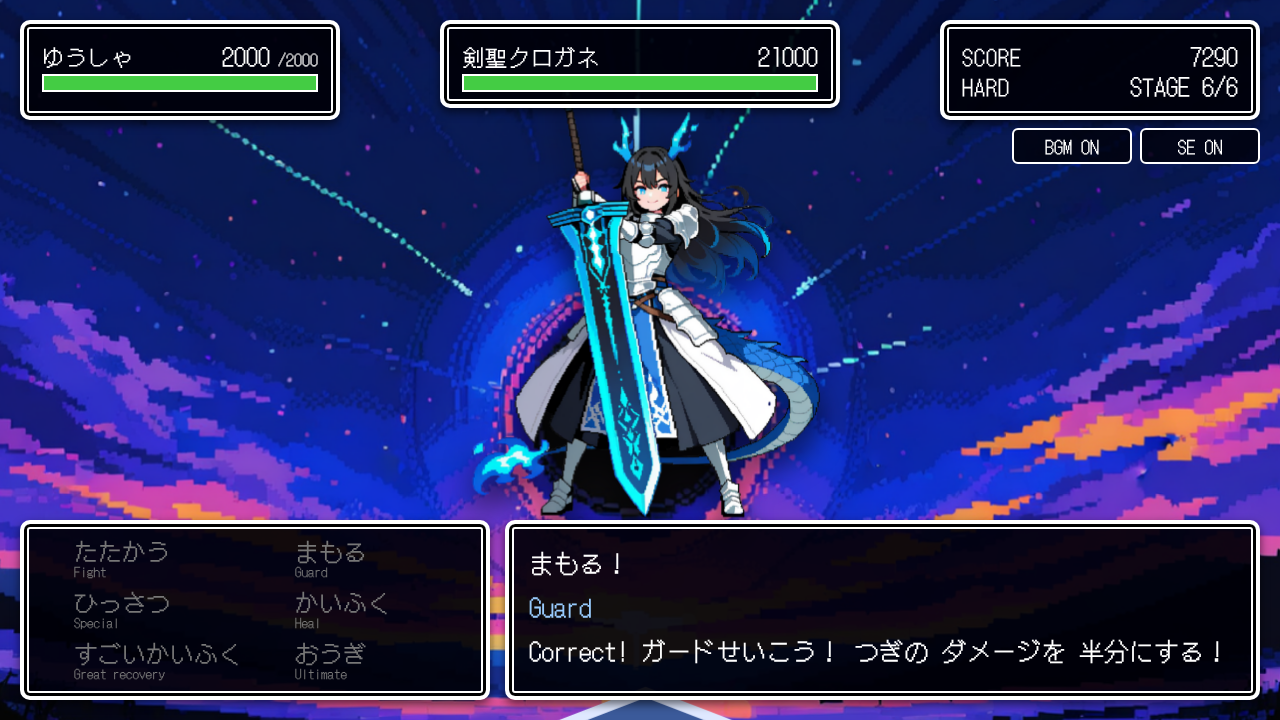 ゆうしゃ 2000 /2000
剣聖クロガネ 21000
SCORE 7290
HARD STAGE 6/6
BGM ON SE ON
たたかう まもる
Fight Guard
ひっさつ かいふく
Special Heal
すごいかいふく おうぎ
Great recovery Ultimate
まもる！
Guard
Correct! ガードせいこう！ つぎの ダメージを 半分にする！